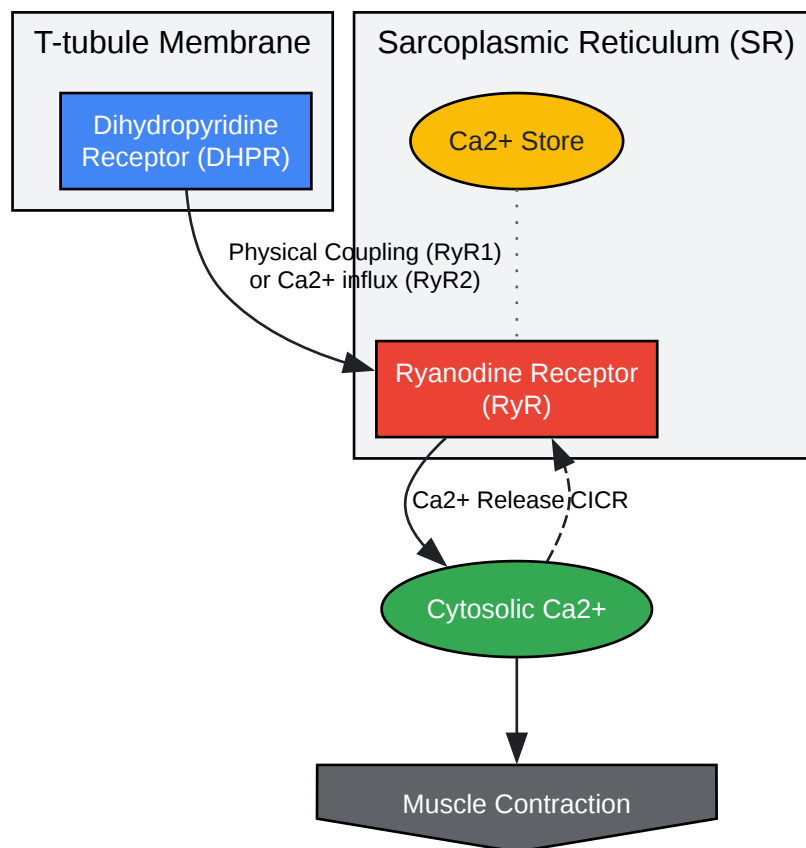 T-tubule Membrane
Sarcoplasmic Reticulum (SR)
Dihydropyridine
Receptor (DHPR)
Ca2+ Store
Physical Coupling (RyR1)
or Ca2+ influx (RyR2)
Ryanodine Receptor
(RyR)
Ca2+ Release
CICR
Cytosolic Ca2+
Muscle Contraction